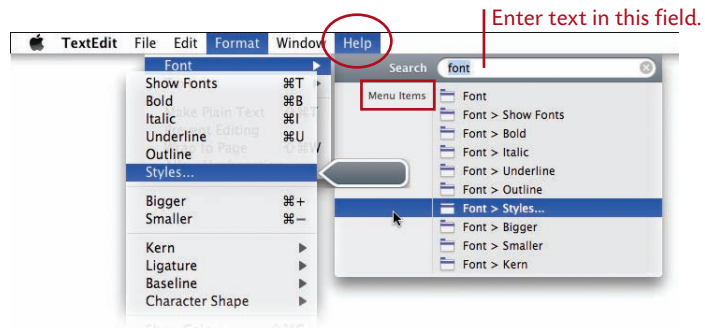 Enter text in this field.
TextEdit File Edit Format Window Help
Font
Search font
Show Fonts ⌘T
Bold ⌘B
Italic ⌘I
Underline ⌘U
Outline
Styles...
Bigger ⌘+
Smaller ⌘−
Kern
Ligature
Baseline
Character Shape
Menu Items
Font
Font > Show Fonts
Font > Bold
Font > Italic
Font > Underline
Font > Outline
Font > Styles...
Font > Bigger
Font > Smaller
Font > Kern